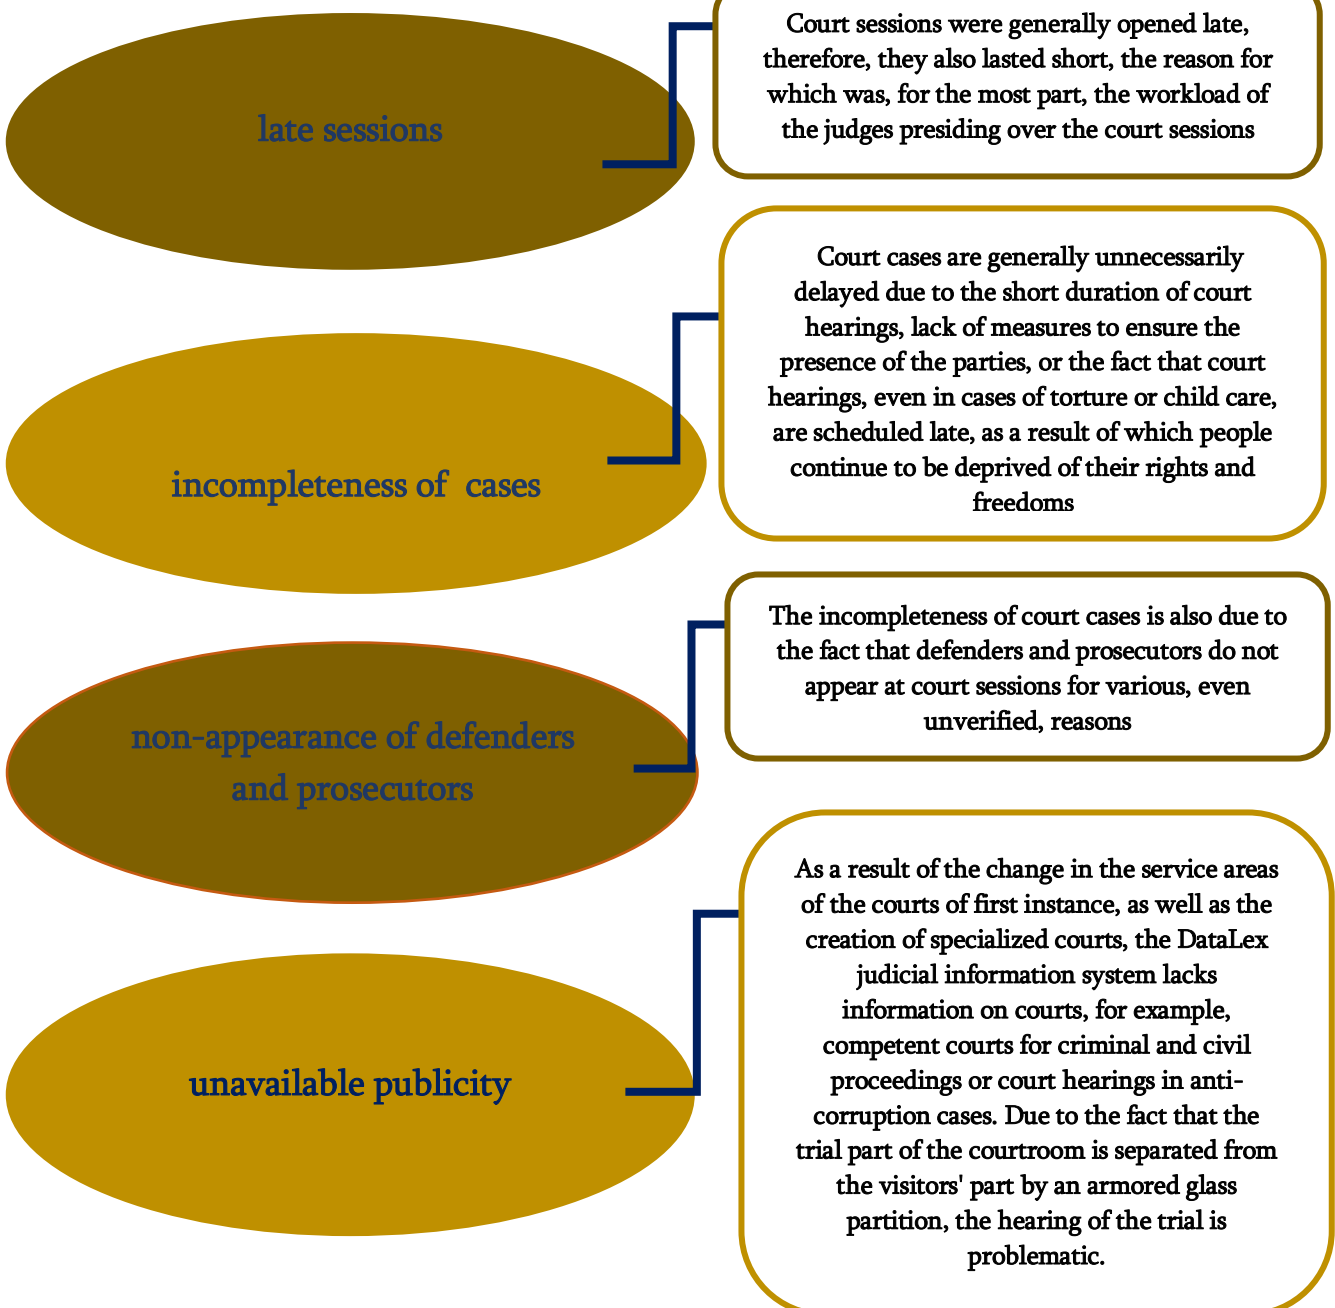 late sessions
Court sessions were generally opened late,
therefore, they also lasted short, the reason for
which was, for the most part, the workload of
the judges presiding over the court sessions
incompleteness of  cases
Court cases are generally unnecessarily
delayed due to the short duration of court
hearings, lack of measures to ensure the
presence of the parties, or the fact that court
hearings, even in cases of torture or child care,
are scheduled late, as a result of which people
continue to be deprived of their rights and
freedoms
non-appearance of defenders
and prosecutors
The incompleteness of court cases is also due to
the fact that defenders and prosecutors do not
appear at court sessions for various, even
unverified, reasons
unavailable publicity
As a result of the change in the service areas
of the courts of first instance, as well as the
creation of specialized courts, the DataLex
judicial information system lacks
information on courts, for example,
competent courts for criminal and civil
proceedings or court hearings in anti-
corruption cases. Due to the fact that the
trial part of the courtroom is separated from
the visitors' part by an armored glass
partition, the hearing of the trial is
problematic.